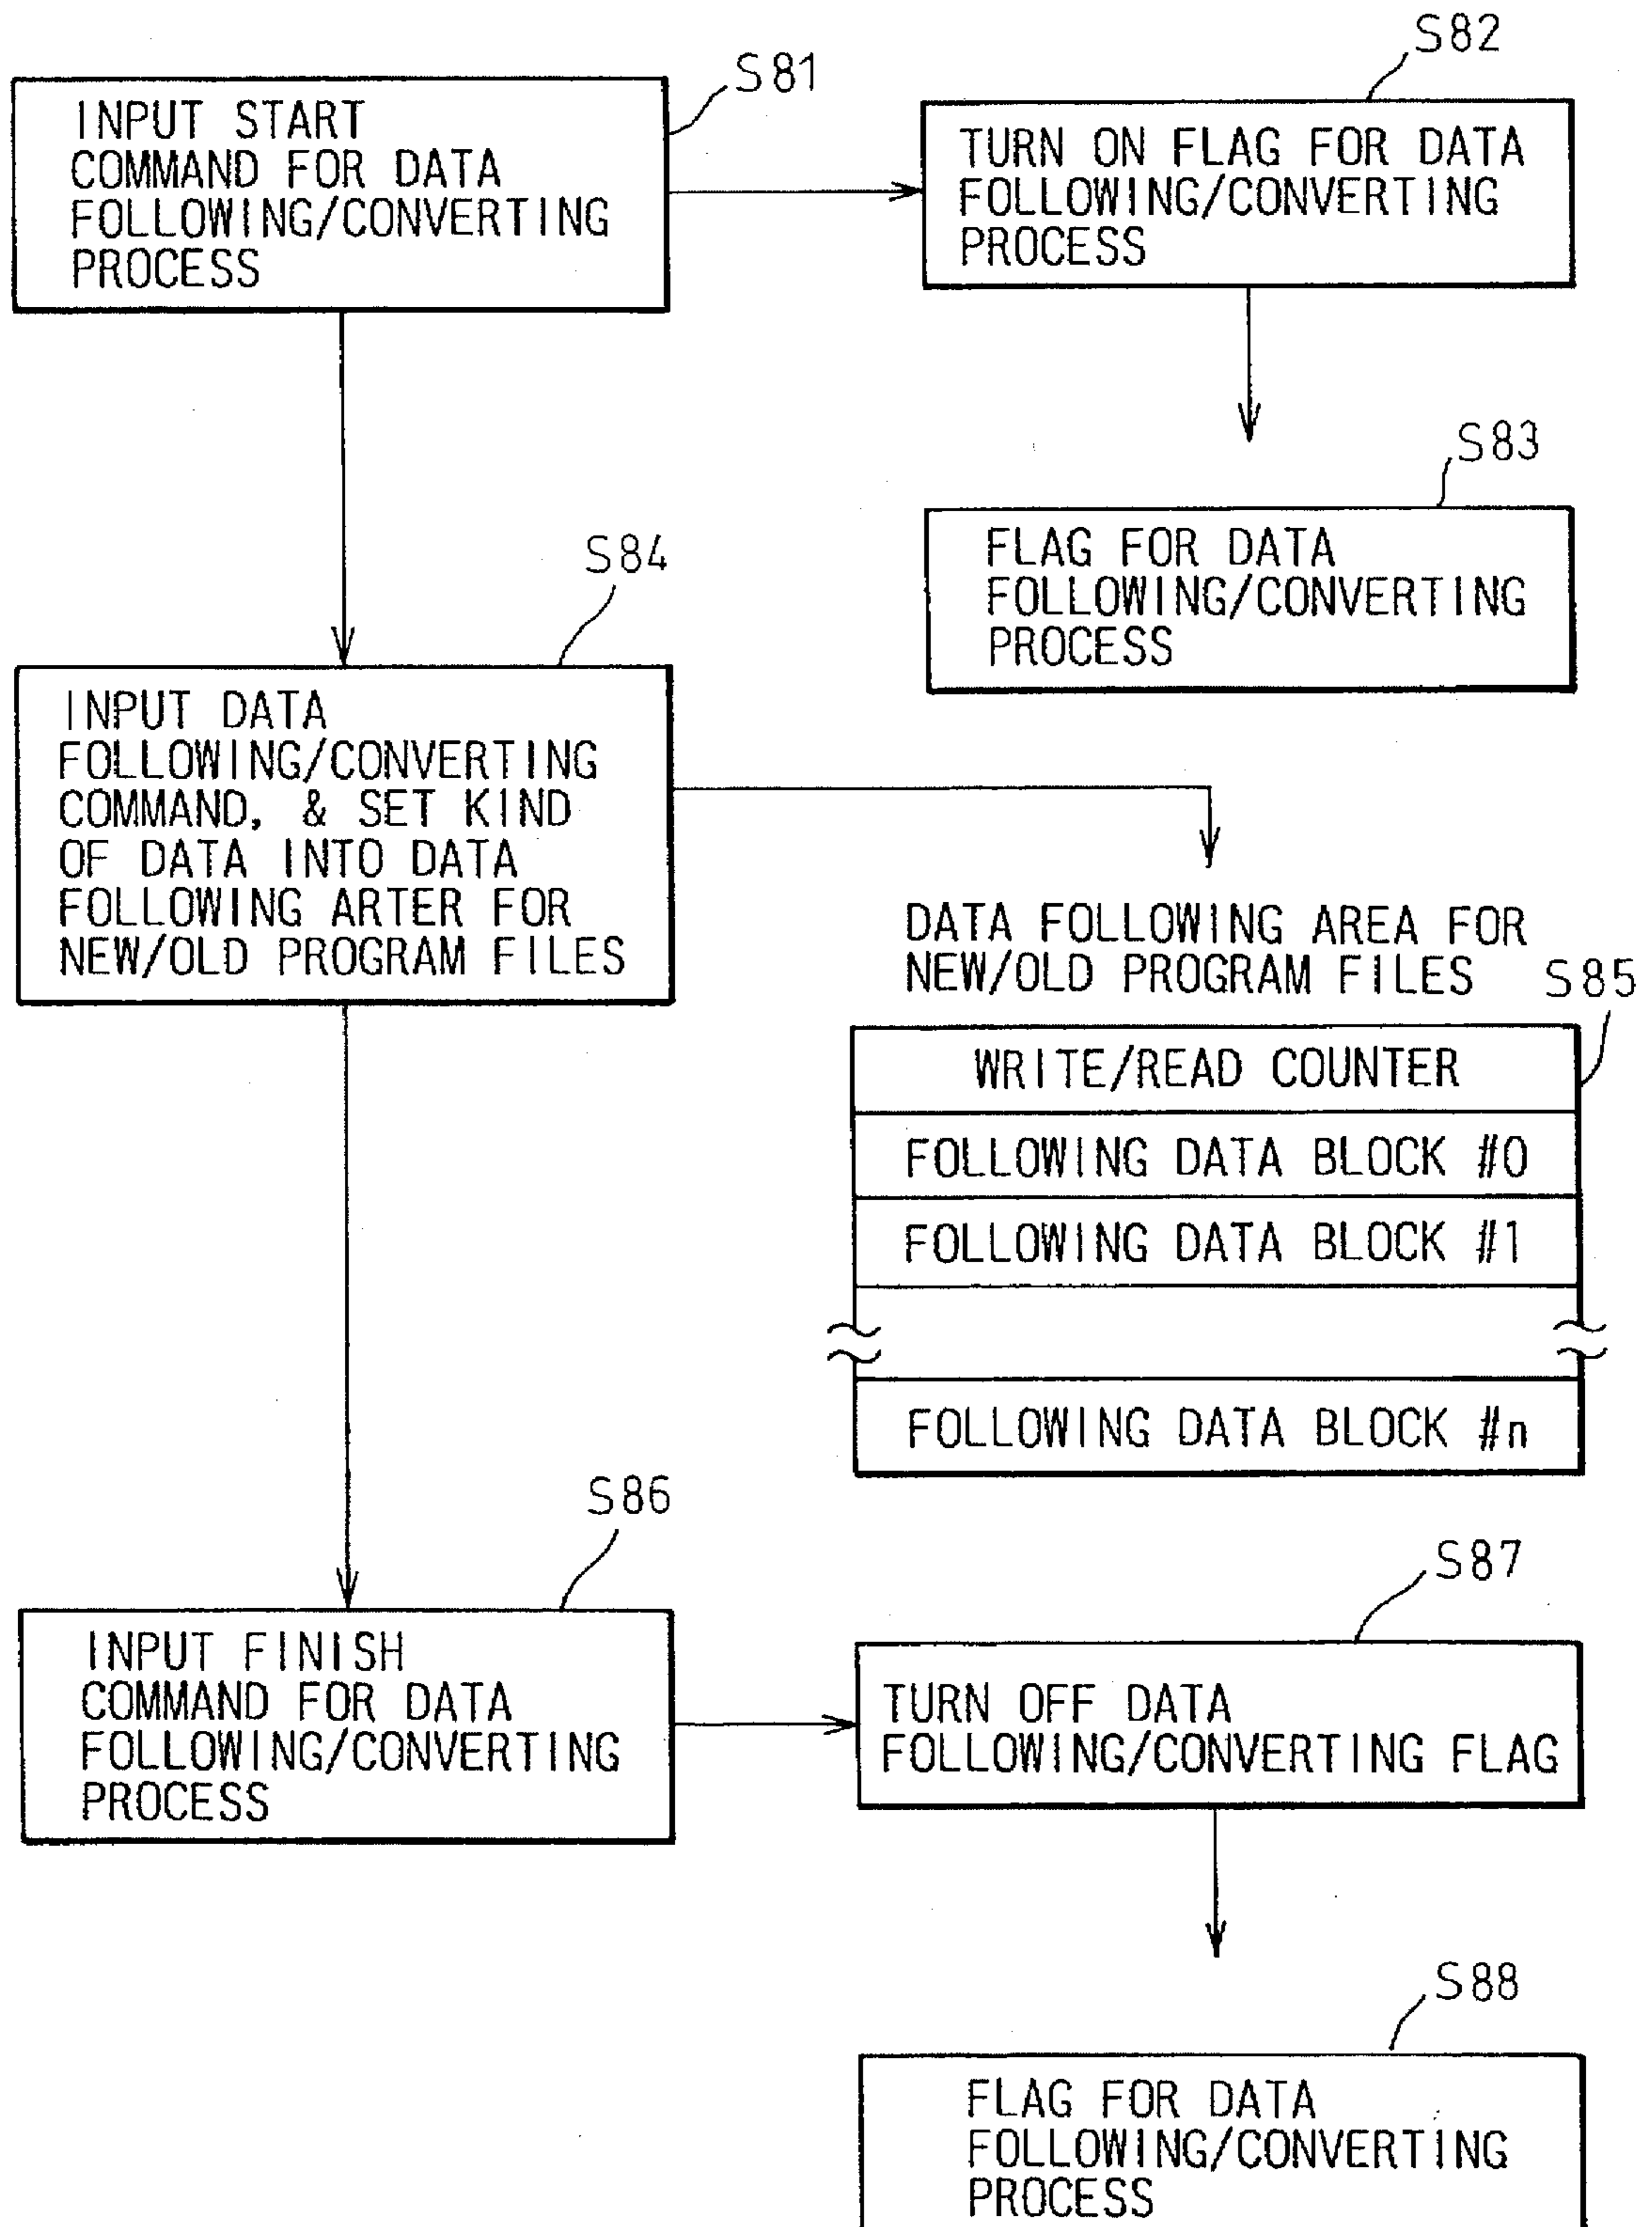 S81
INPUT START
COMMAND FOR DATA
FOLLOWING/CONVERTING
PROCESS
S82
TURN ON FLAG FOR DATA
FOLLOWING/CONVERTING
PROCESS
S83
FLAG FOR DATA
FOLLOWING/CONVERTING
PROCESS
S84
INPUT DATA
FOLLOWING/CONVERTING
COMMAND, & SET KIND
OF DATA INTO DATA
FOLLOWING ARTER FOR
NEW/OLD PROGRAM FILES
DATA FOLLOWING AREA FOR
NEW/OLD PROGRAM FILES
S85
WRITE/READ COUNTER
FOLLOWING DATA BLOCK #0
FOLLOWING DATA BLOCK #1
FOLLOWING DATA BLOCK #n
S86
INPUT FINISH
COMMAND FOR DATA
FOLLOWING/CONVERTING
PROCESS
S87
TURN OFF DATA
FOLLOWING/CONVERTING FLAG
S88
FLAG FOR DATA
FOLLOWING/CONVERTING
PROCESS